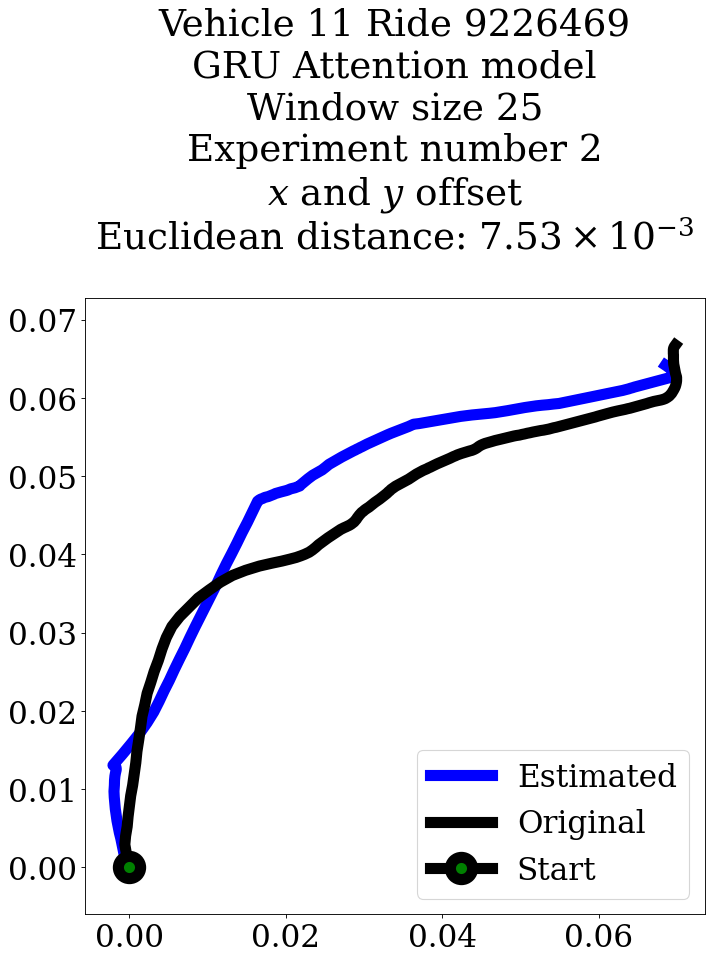 Vehicle 11 Ride 9226469
GRU Attention model
Window size 25
Experiment number 2
x and y offset
Euclidean distance: 7.53 × 10⁻³
0.07
0.06
0.05
0.04
0.03
0.02
0.01
0.00
Estimated
Original
Start
0.00 0.02 0.04 0.06